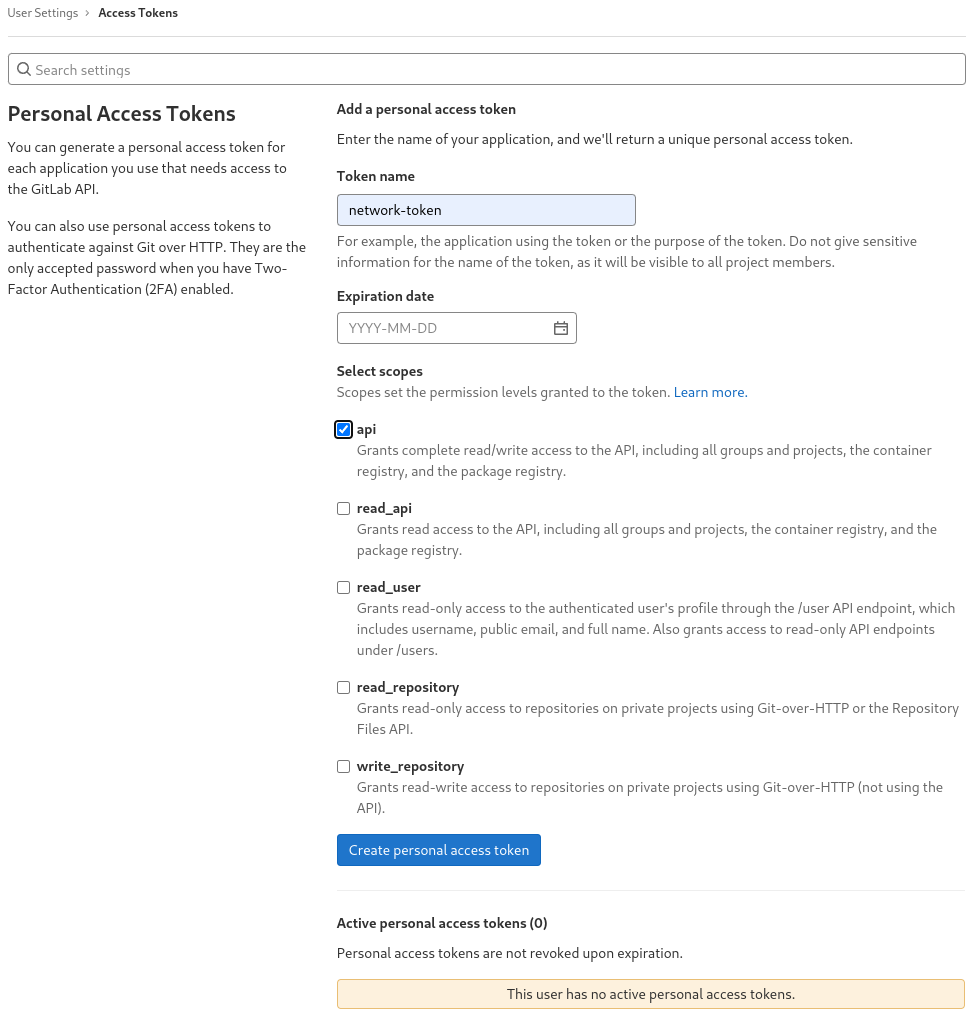 User Settings › Access Tokens
Search settings
Personal Access Tokens
You can generate a personal access token for
each application you use that needs access to
the GitLab API.
You can also use personal access tokens to
authenticate against Git over HTTP. They are the
only accepted password when you have Two-
Factor Authentication (2FA) enabled.
Add a personal access token
Enter the name of your application, and we'll return a unique personal access token.
Token name
network-token
For example, the application using the token or the purpose of the token. Do not give sensitive
information for the name of the token, as it will be visible to all project members.
Expiration date
YYYY-MM-DD
Select scopes
Scopes set the permission levels granted to the token. Learn more.
api
Grants complete read/write access to the API, including all groups and projects, the container
registry, and the package registry.
read_api
Grants read access to the API, including all groups and projects, the container registry, and the
package registry.
read_user
Grants read-only access to the authenticated user's profile through the /user API endpoint, which
includes username, public email, and full name. Also grants access to read-only API endpoints
under /users.
read_repository
Grants read-only access to repositories on private projects using Git-over-HTTP or the Repository
Files API.
write_repository
Grants read-write access to repositories on private projects using Git-over-HTTP (not using the
API).
Create personal access token
Active personal access tokens (0)
Personal access tokens are not revoked upon expiration.
This user has no active personal access tokens.